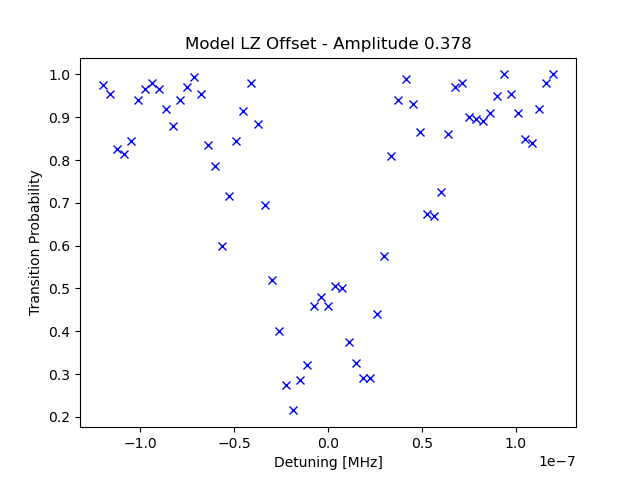 Model LZ Offset - Amplitude 0.378
1.0
0.9
0.8
0.7
0.6
0.5
0.4
0.3
0.2
Transition Probability
−1.0 −0.5 0.0 0.5 1.0
1e−7
Detuning [MHz]